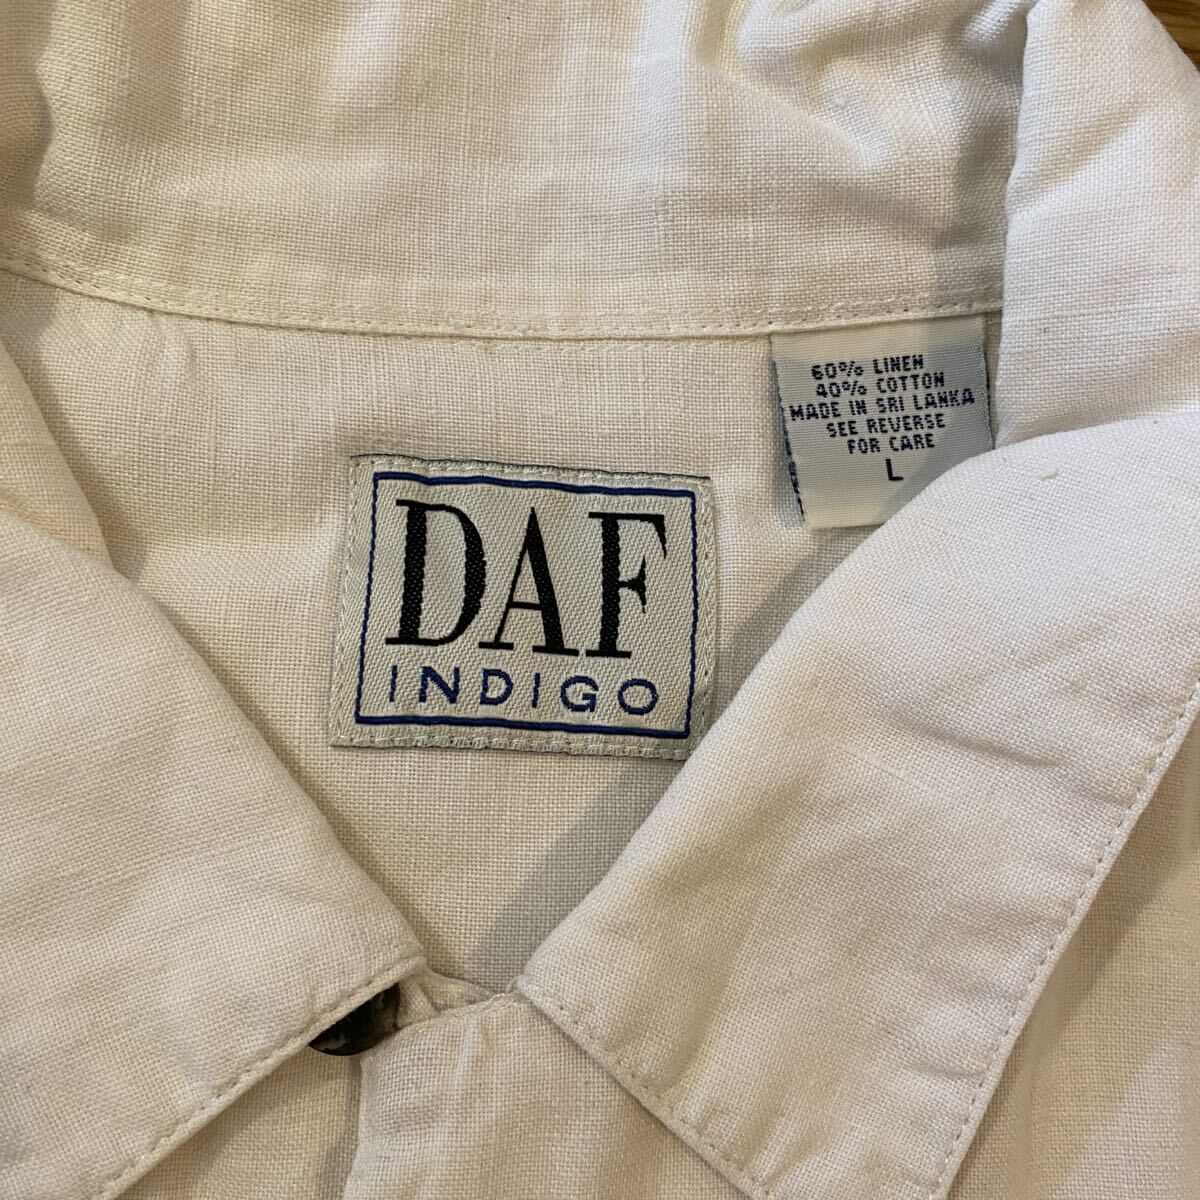 60% LINEN
40% COTTON
MADE IN SRI LANKA
SEE REVERSE
FOR CARE
L
DAF
INDIGO